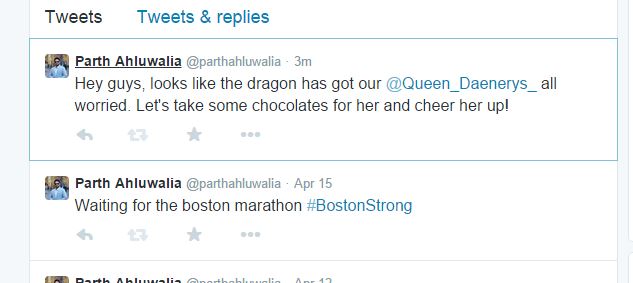 Tweets Tweets & replies
Parth Ahluwalia @parthahluwalia · 3m
Hey guys, looks like the dragon has got our @Queen_Daenerys_ all
worried. Let's take some chocolates for her and cheer her up!
Parth Ahluwalia @parthahluwalia · Apr 15
Waiting for the boston marathon #BostonStrong
Parth Ahluwalia @parthahluwalia · Apr 12